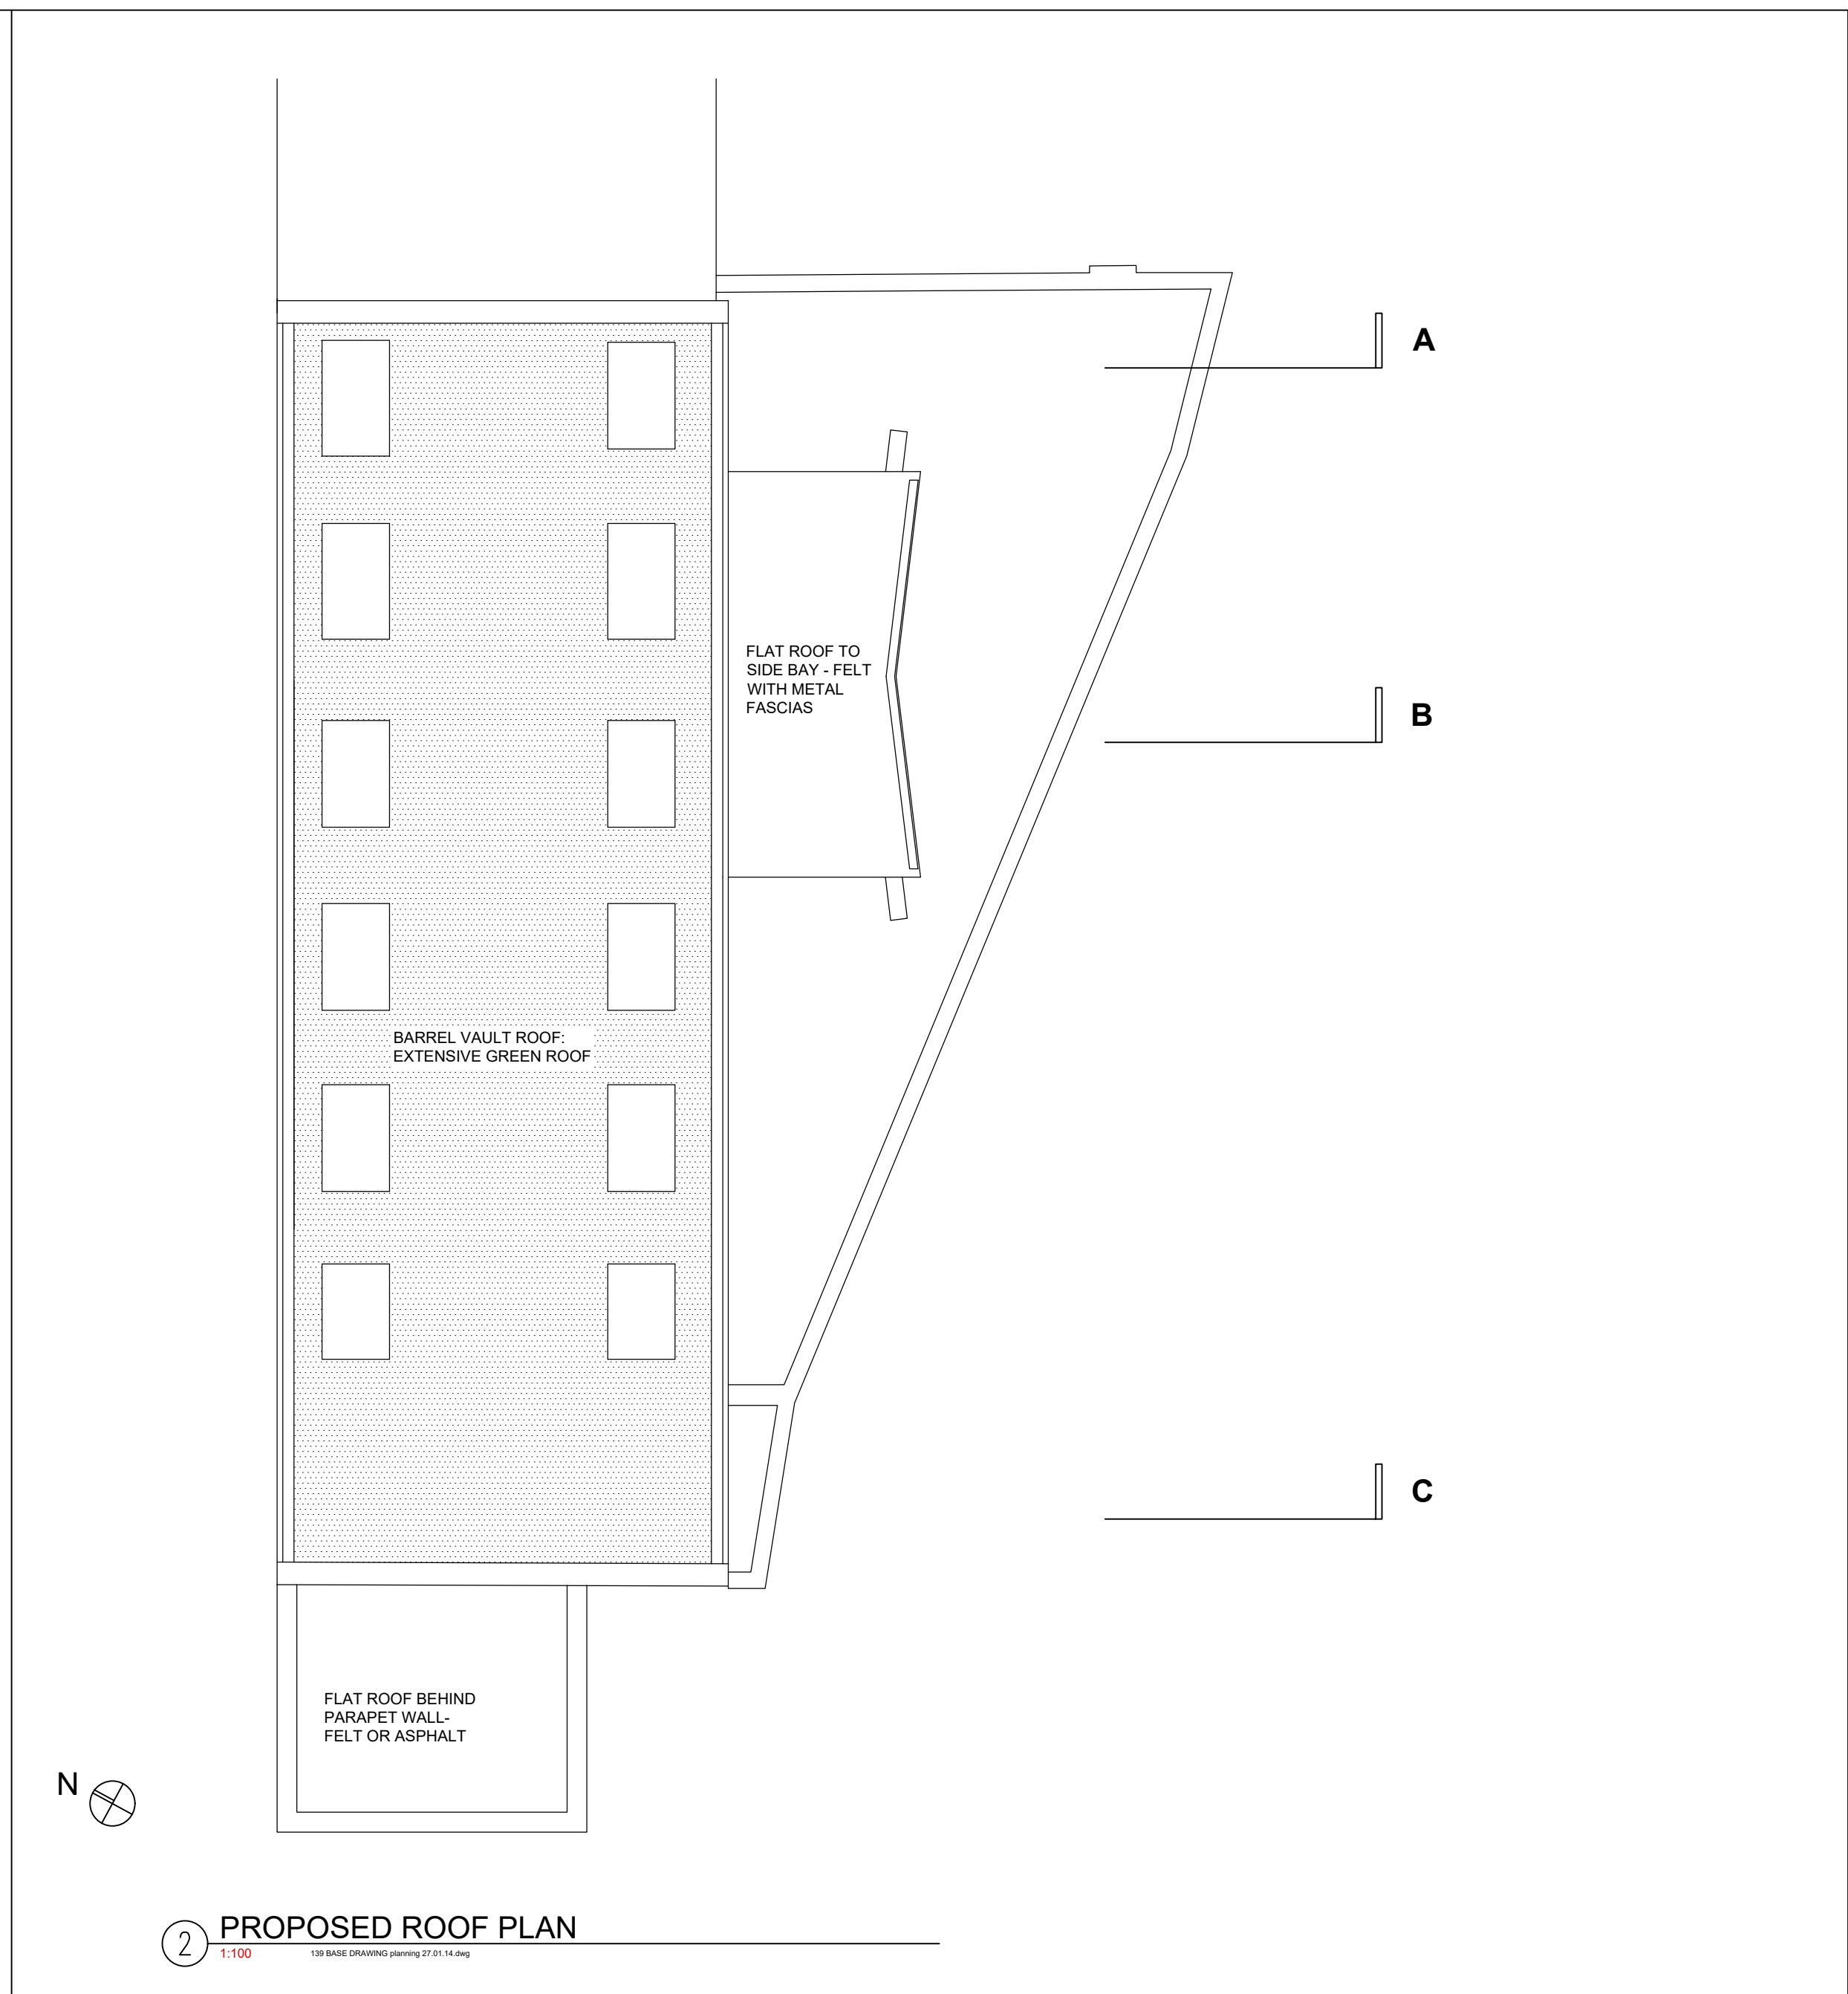 A
FLAT ROOF TO
SIDE BAY - FELT
WITH METAL
FASCIAS
B
BARREL VAULT ROOF:
EXTENSIVE GREEN ROOF
C
FLAT ROOF BEHIND
PARAPET WALL-
FELT OR ASPHALT
N
2 PROPOSED ROOF PLAN
1:100 139 BASE DRAWING planning 27.01.14.dwg